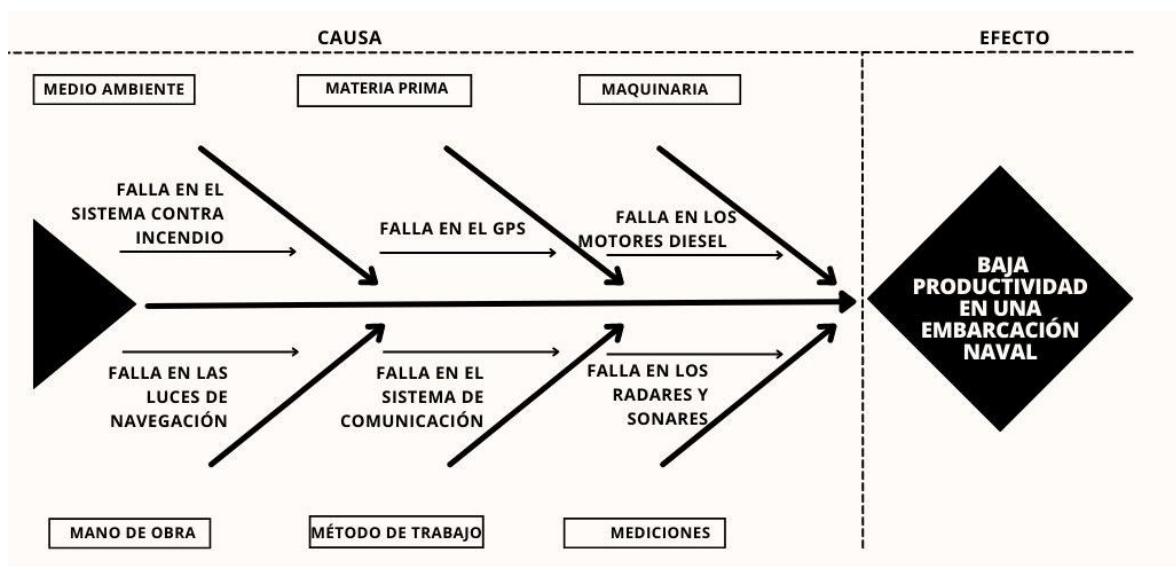 CAUSA
EFECTO
MEDIO AMBIENTE
MATERIA PRIMA
MAQUINARIA
FALLA EN EL
SISTEMA CONTRA
INCENDIO
FALLA EN EL GPS
FALLA EN LOS
MOTORES DIESEL
BAJA
PRODUCTIVIDAD
EN UNA
EMBARCACIÓN
NAVAL
FALLA EN LAS
LUCES DE
NAVEGACIÓN
FALLA EN EL
SISTEMA DE
COMUNICACIÓN
FALLA EN LOS
RADARES Y
SONARES
MANO DE OBRA
MÉTODO DE TRABAJO
MEDICIONES